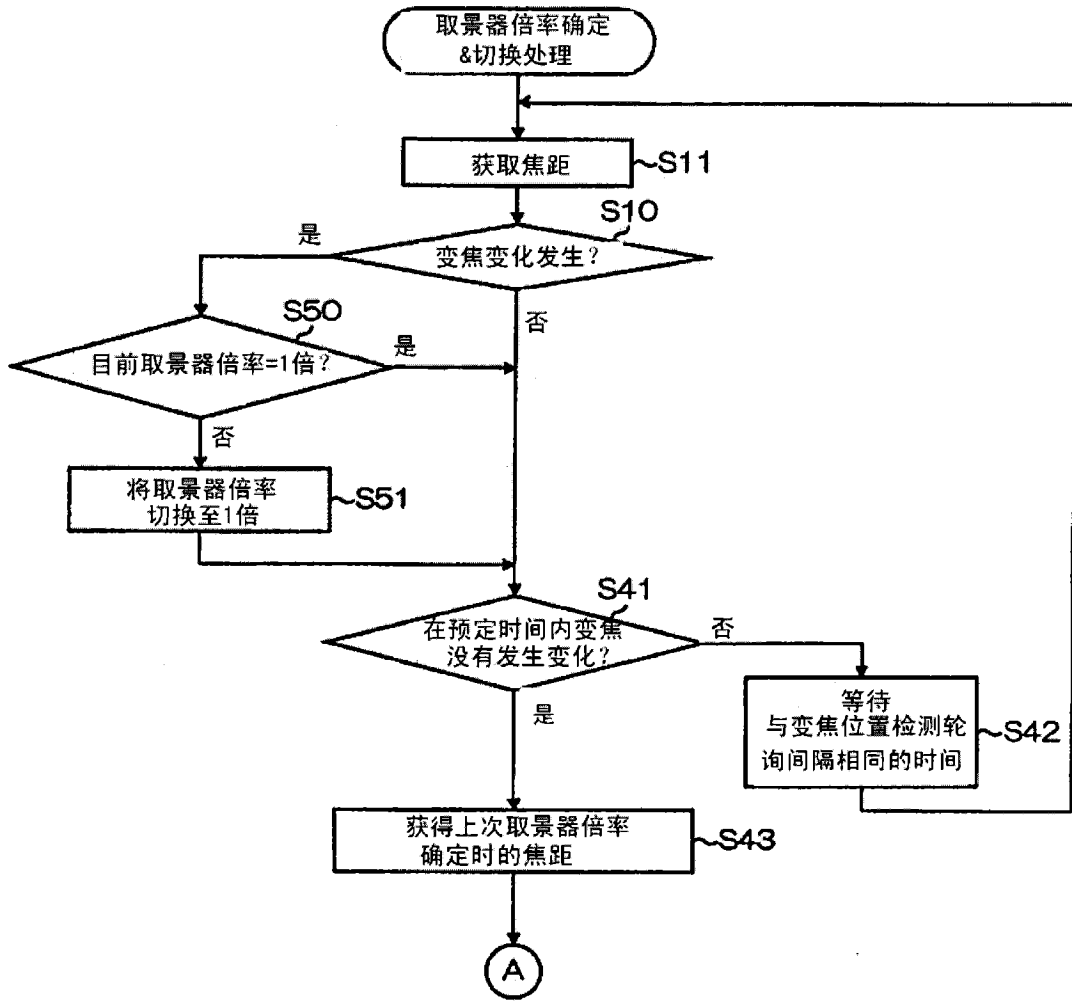 取景器倍率确定
&切换处理
获取焦距
S11
S10
变焦变化发生？
是
否
S50
目前取景器倍率=1倍？
是
否
将取景器倍率
切换至1倍
S51
S41
在预定时间内变焦
没有发生变化？
否
是
等待
与变焦位置检测轮
询间隔相同的时间
S42
获得上次取景器倍率
确定时的焦距
S43
A